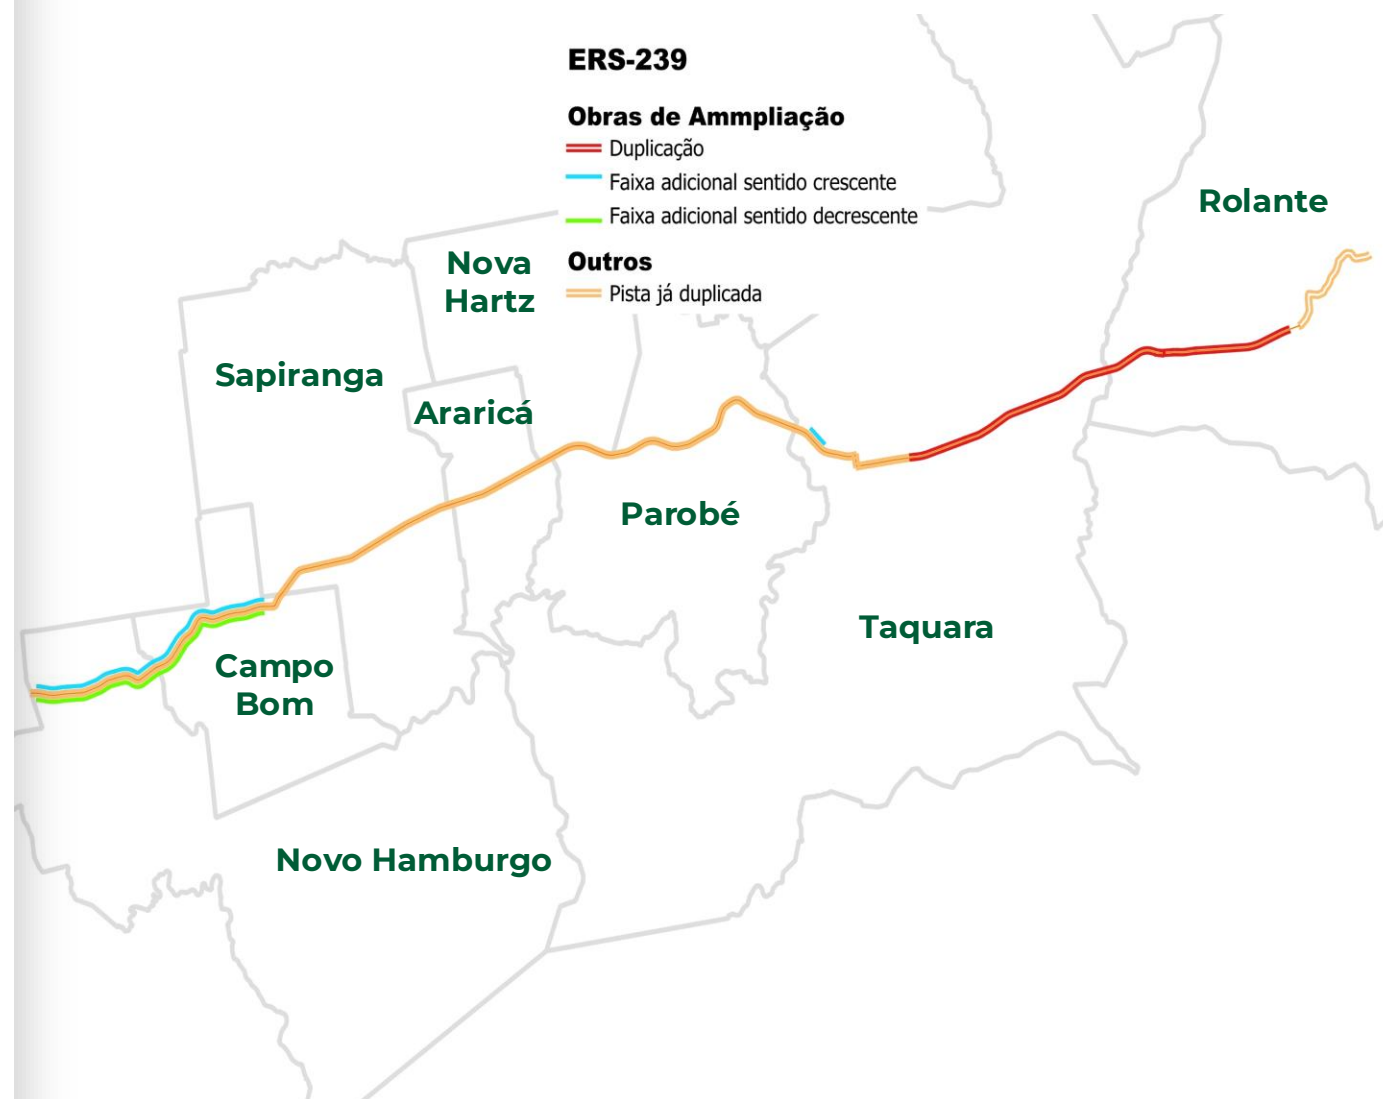 ERS-239
Obras de Ammpliação
Duplicação
Faixa adicional sentido crescente
Faixa adicional sentido decrescente
Outros
Pista já duplicada
Rolante
Nova
Hartz
Sapiranga
Araricá
Parobé
Taquara
Campo
Bom
Novo Hamburgo